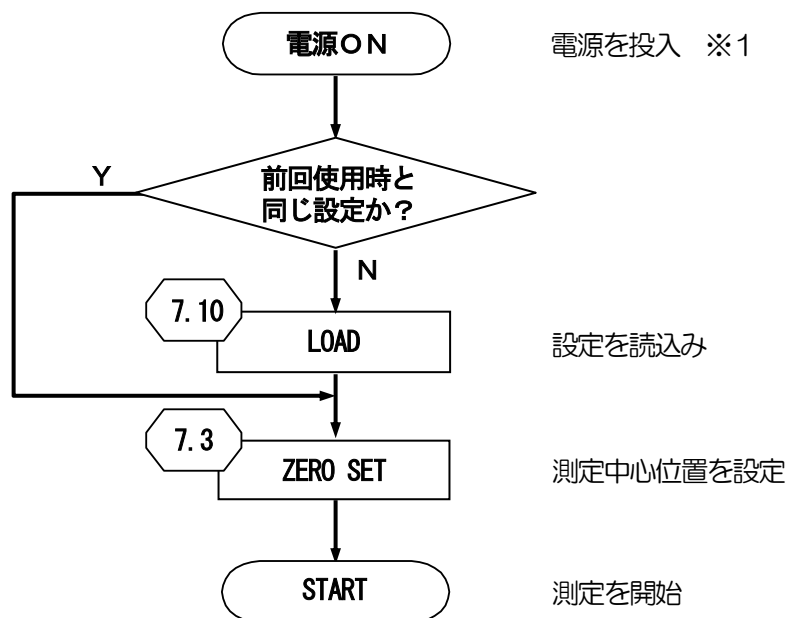 電源ON
電源を投入 ※1
前回使用時と
同じ設定か?
Y
N
7.10
LOAD
設定を読込み
7.3
ZERO SET
測定中心位置を設定
START
測定を開始